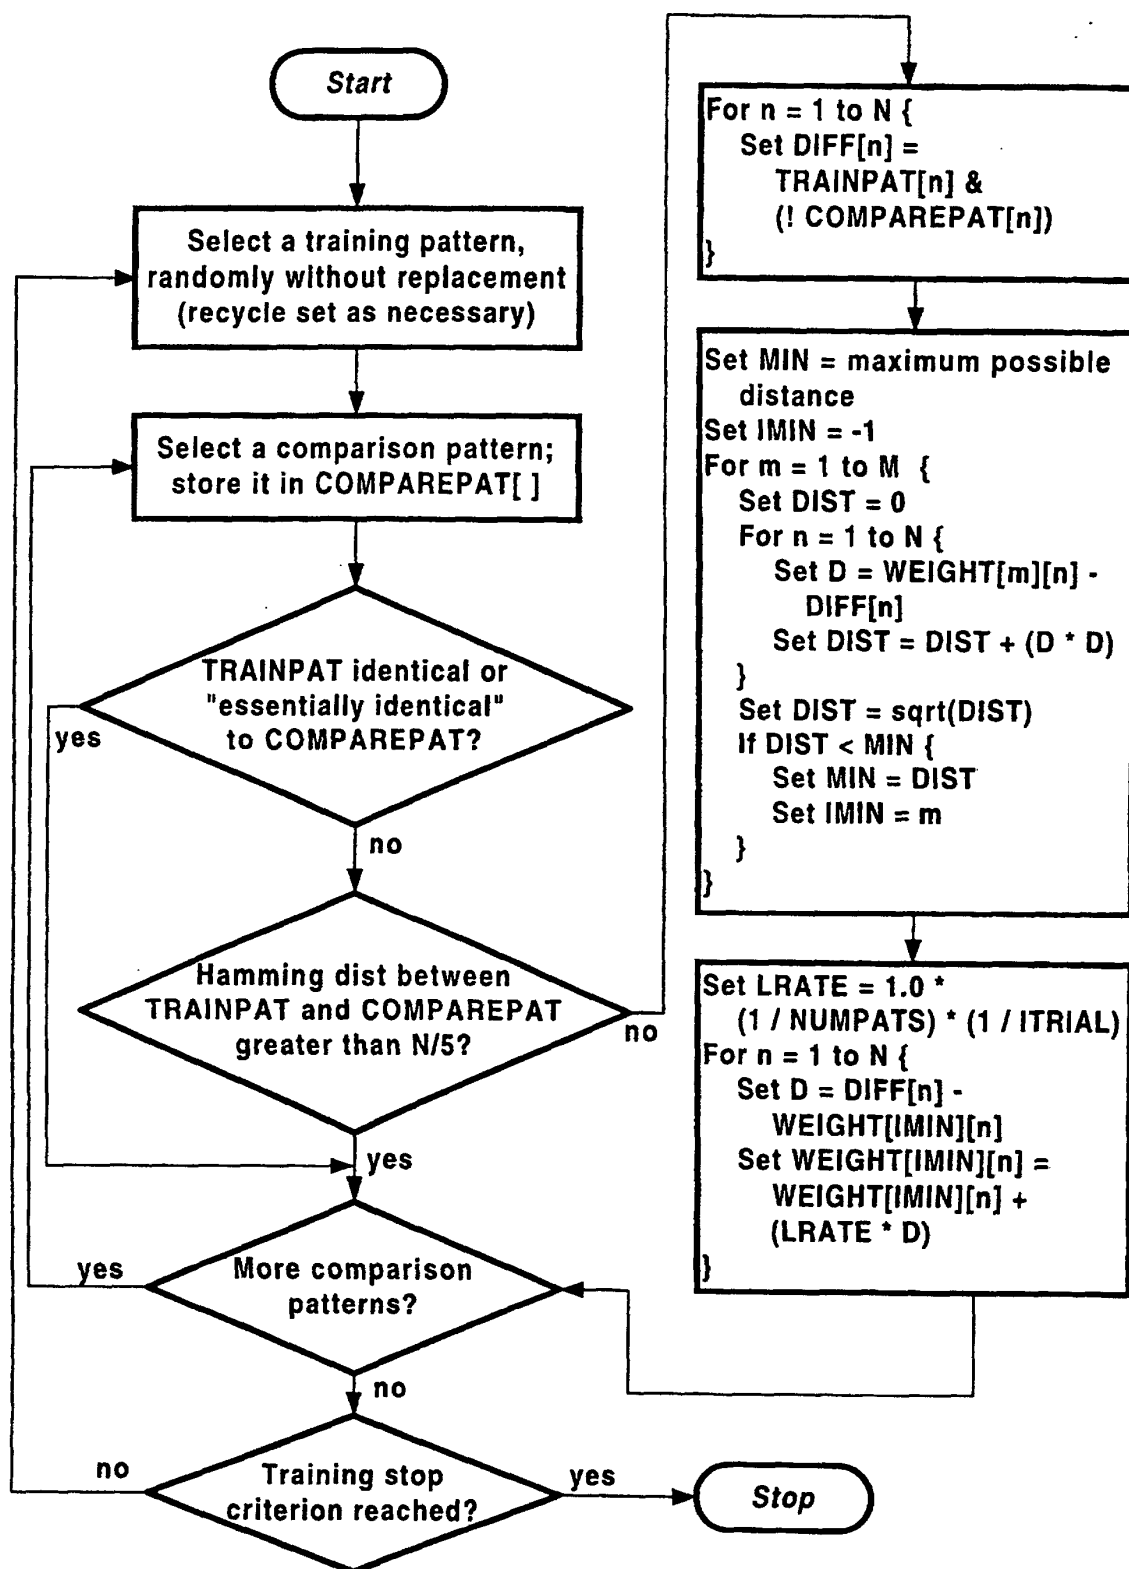 Start
Select a training pattern,
randomly without replacement
(recycle set as necessary)
Select a comparison pattern;
store it in COMPAREPAT[ ]
TRAINPAT identical or
"essentially identical"
to COMPAREPAT?
yes
no
Hamming dist between
TRAINPAT and COMPAREPAT
greater than N/5?
no
yes
More comparison
patterns?
yes
no
Training stop
criterion reached?
no
yes
Stop
For n = 1 to N {
Set DIFF[n] =
TRAINPAT[n] &
(! COMPAREPAT[n])
}
Set MIN = maximum possible
distance
Set IMIN = -1
For m = 1 to M {
Set DIST = 0
For n = 1 to N {
Set D = WEIGHT[m][n] -
DIFF[n]
Set DIST = DIST + (D * D)
}
Set DIST = sqrt(DIST)
If DIST < MIN {
Set MIN = DIST
Set IMIN = m
}
}
Set LRATE = 1.0 *
(1 / NUMPATS) * (1 / ITRIAL)
For n = 1 to N {
Set D = DIFF[n] -
WEIGHT[IMIN][n]
Set WEIGHT[IMIN][n] =
WEIGHT[IMIN][n] +
(LRATE * D)
}